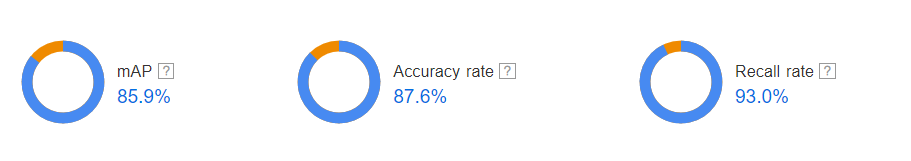 mAP ?
85.9%
Accuracy rate ?
87.6%
Recall rate ?
93.0%